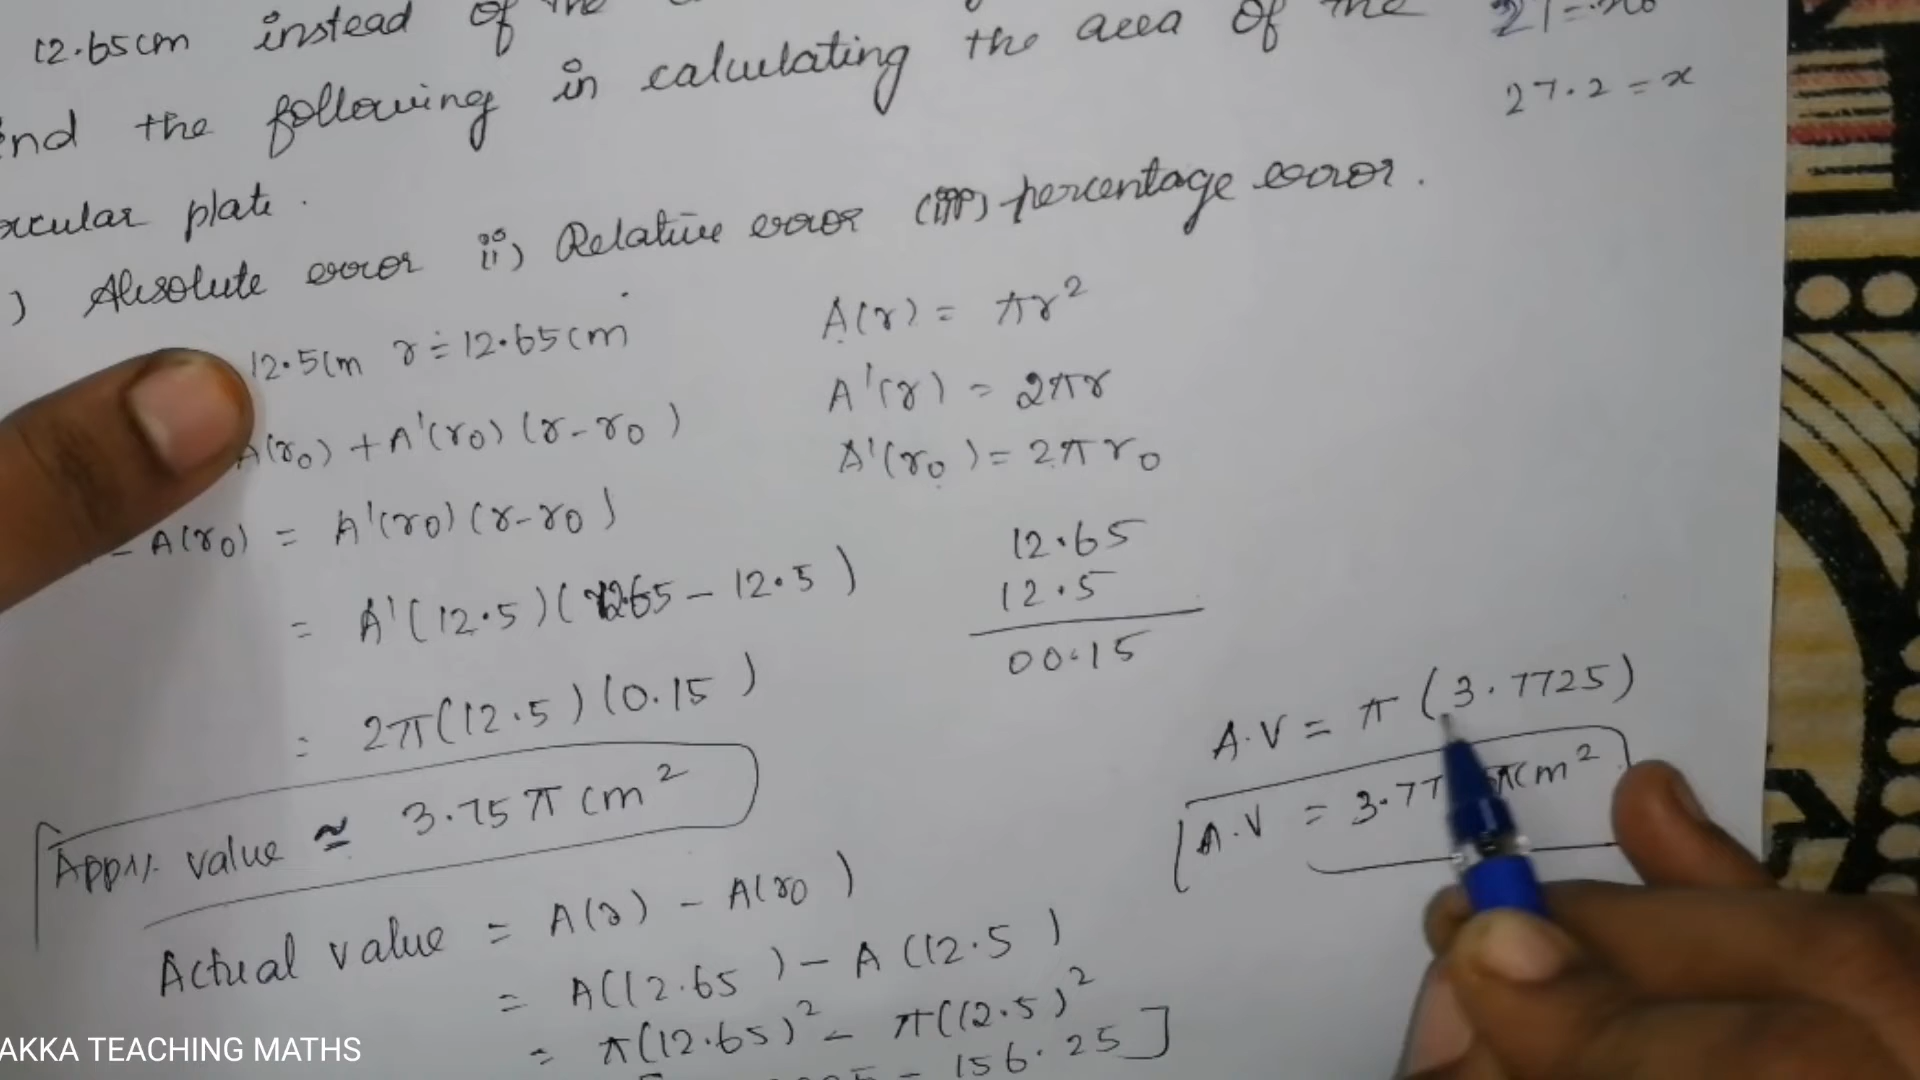 12.65cm instead of the
the following in calculating the area of the
27.2 = x
plate.
) Absolute error ii) Relative error (iii) percentage error.
12.5cm r = 12.65cm
A(r) = πr²
A'(r) = 2πr
A(r₀) + A'(r₀) (r-r₀)
A'(r₀) = 2πr₀
- A(r₀) = A'(r₀) (r-r₀)
12.65
12.5
00.15
= A'(12.5) (12.65 - 12.5)
= 2π(12.5) (0.15)
A.V = π (3.7725)
Appx. value ≃ 3.75 π cm²
A.V = 3.77 πcm²
Actual value = A(r) - A(r₀)
= A(12.65) - A(12.5)
= π(12.65)² - π(12.5)²
- 156.25]
AKKA TEACHING MATHS